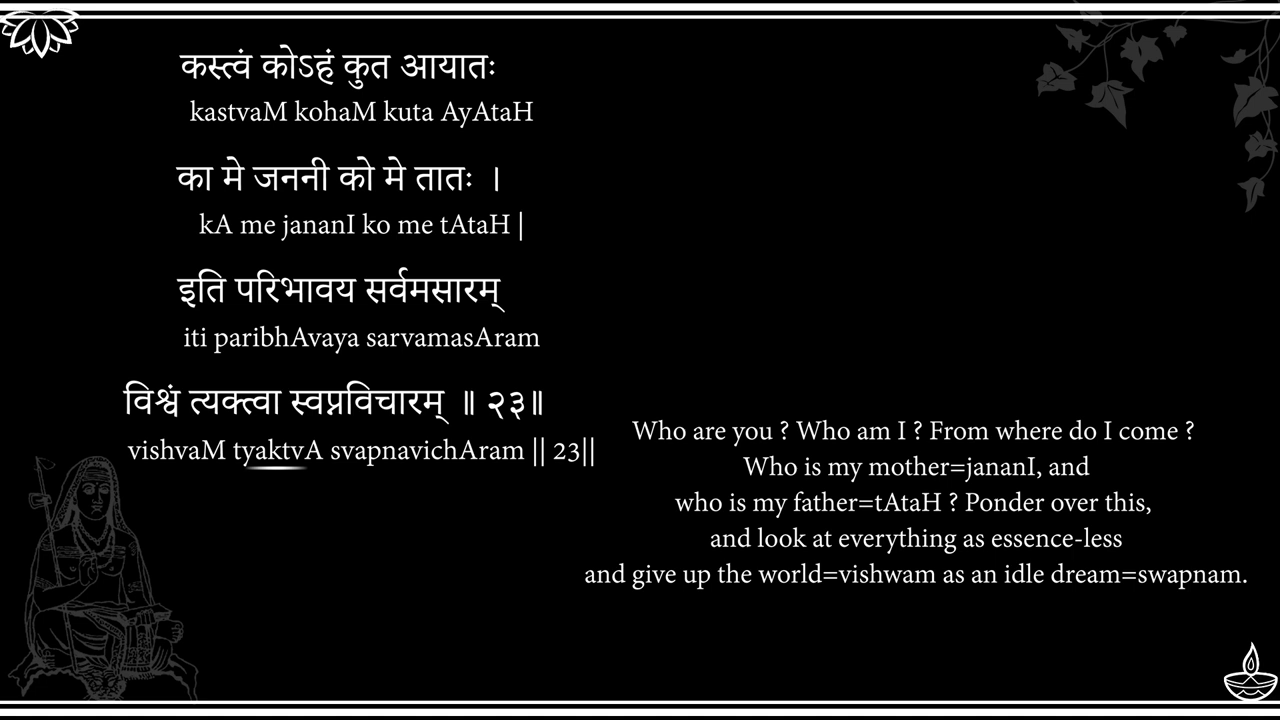 कस्त्वं कोऽहं कुत आयातः
kastvaM kohaM kuta AyAtaH
का मे जननी को मे तातः ।
kA me jananI ko me tAtaH |
इति परिभावय सर्वमसारम्
iti paribhAvaya sarvamasAram
विश्वं त्यक्त्वा स्वप्नविचारम् ॥ २३॥
vishvaM tyaktvA svapnavichAram || 23||
Who are you ? Who am I ? From where do I come ?
Who is my mother=jananI, and
who is my father=tAtaH ? Ponder over this,
and look at everything as essence-less
and give up the world=vishwam as an idle dream=swapnam.